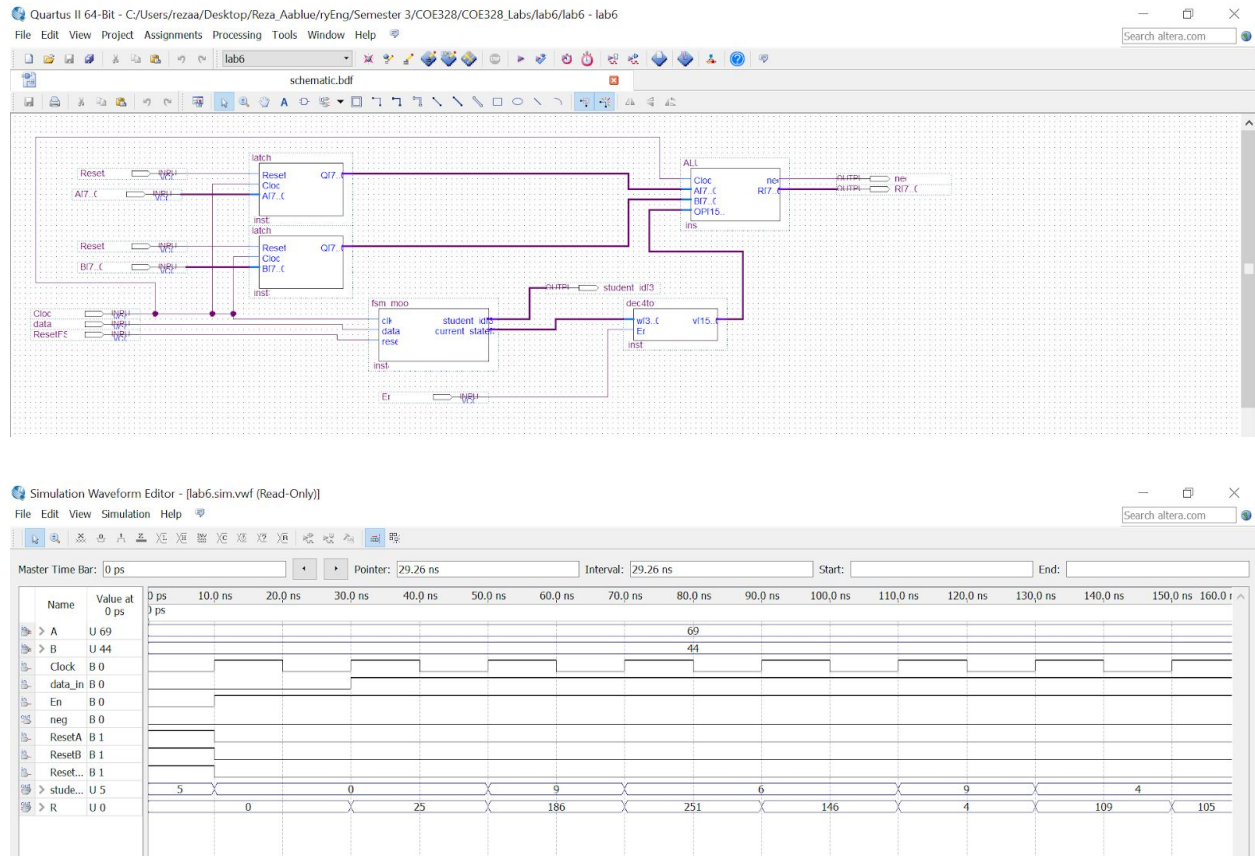 Quartus II 64-Bit - C:/Users/rezaa/Desktop/Reza_Aablue/ryEng/Semester 3/COE328/COE328_Labs/lab6/lab6 - lab6
File Edit View Project Assignments Processing Tools Window Help
Search altera.com
lab6
schematic.bdf
latch
ALL
Reset
Reset
Q[7..(
Cloc
nec
nec
A[7..(
Cloc
A[7..(
R[7..(
R[7..(
A[7..(
B[7..(
OP[15..
inst
ins
latch
Reset
Reset
Q[7..(
Cloc
B[7..(
B[7..(
inst
student_id[3
fsm_moo
dec4to
Cloc
clk
student_id[3
w[3..(
y[15..(
data
data
current_state[
Er
ResetFS
rese
inst
inst
Er
Simulation Waveform Editor - [lab6.sim.vwf (Read-Only)]
File Edit View Simulation Help
Search altera.com
Master Time Bar: 0 ps
Pointer: 29.26 ns
Interval: 29.26 ns
Start:
End:
Name Value at 0 ps
0 ps 10.0 ns 20.0 ns 30.0 ns 40.0 ns 50.0 ns 60.0 ns 70.0 ns 80.0 ns 90.0 ns 100.0 ns 110.0 ns 120.0 ns 130.0 ns 140.0 ns 150.0 ns 160.0 r
0 ps
A U 69 69
B U 44 44
Clock B 0
data_in B 0
En B 0
neg B 0
ResetA B 1
ResetB B 1
Reset... B 1
stude... U 5 5 0 9 6 9 4
R U 0 0 25 186 251 146 4 109 105